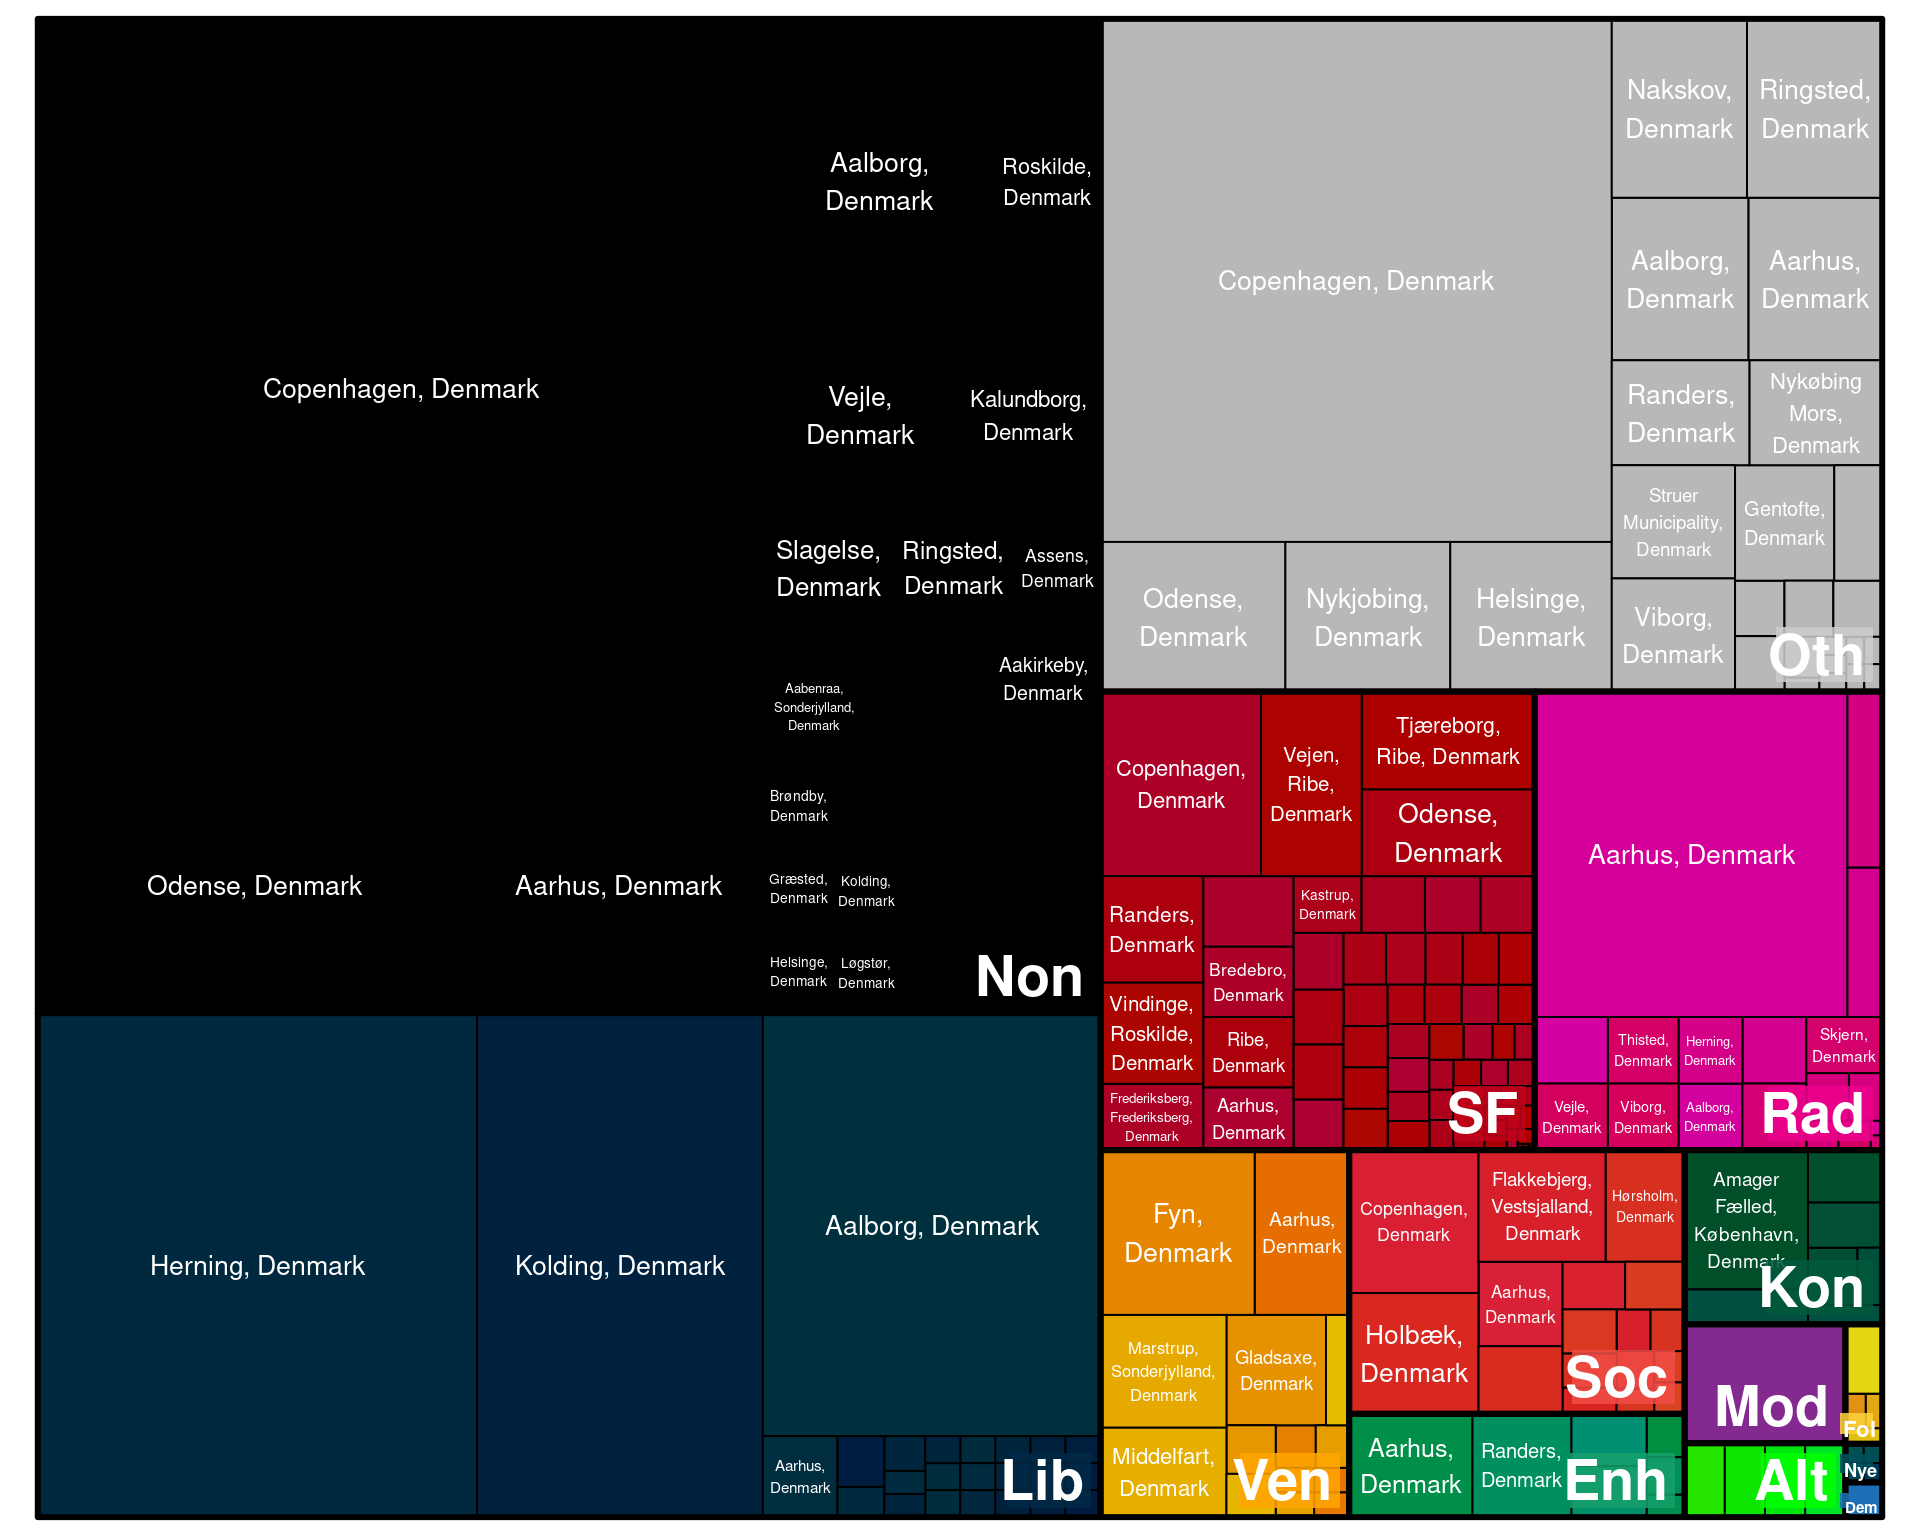 Copenhagen, Denmark
Aalborg,
Denmark
Roskilde,
Denmark
Vejle,
Denmark
Kalundborg,
Denmark
Slagelse,
Denmark
Ringsted,
Denmark
Assens,
Denmark
Aakirkeby,
Denmark
Aabenraa,
Sonderjylland,
Denmark
Brøndby,
Denmark
Odense, Denmark
Aarhus, Denmark
Græsted,
Denmark
Kolding,
Denmark
Helsinge,
Denmark
Løgstør,
Denmark
Non
Copenhagen, Denmark
Nakskov,
Denmark
Ringsted,
Denmark
Aalborg,
Denmark
Aarhus,
Denmark
Randers,
Denmark
Nykøbing
Mors,
Denmark
Struer
Municipality,
Denmark
Gentofte,
Denmark
Odense,
Denmark
Nykjobing,
Denmark
Helsinge,
Denmark
Viborg,
Denmark
Oth
Copenhagen,
Denmark
Vejen,
Ribe,
Denmark
Tjæreborg,
Ribe, Denmark
Odense,
Denmark
Randers,
Denmark
Kastrup,
Denmark
Bredebro,
Denmark
Vindinge,
Roskilde,
Denmark
Ribe,
Denmark
Frederiksberg,
Frederiksberg,
Denmark
Aarhus,
Denmark
SF
Aarhus, Denmark
Thisted,
Denmark
Herning,
Denmark
Skjern,
Denmark
Vejle,
Denmark
Viborg,
Denmark
Aalborg,
Denmark
Rad
Herning, Denmark
Kolding, Denmark
Aalborg, Denmark
Aarhus,
Denmark
Lib
Fyn,
Denmark
Aarhus,
Denmark
Marstrup,
Sonderjylland,
Denmark
Gladsaxe,
Denmark
Middelfart,
Denmark
Ven
Copenhagen,
Denmark
Flakkebjerg,
Vestsjalland,
Denmark
Hørsholm,
Denmark
Aarhus,
Denmark
Holbæk,
Denmark
Soc
Amager
Fælled,
København,
Denmark
Kon
Mod
Fol
Aarhus,
Denmark
Randers,
Denmark
Enh
Alt
Nye
Dem